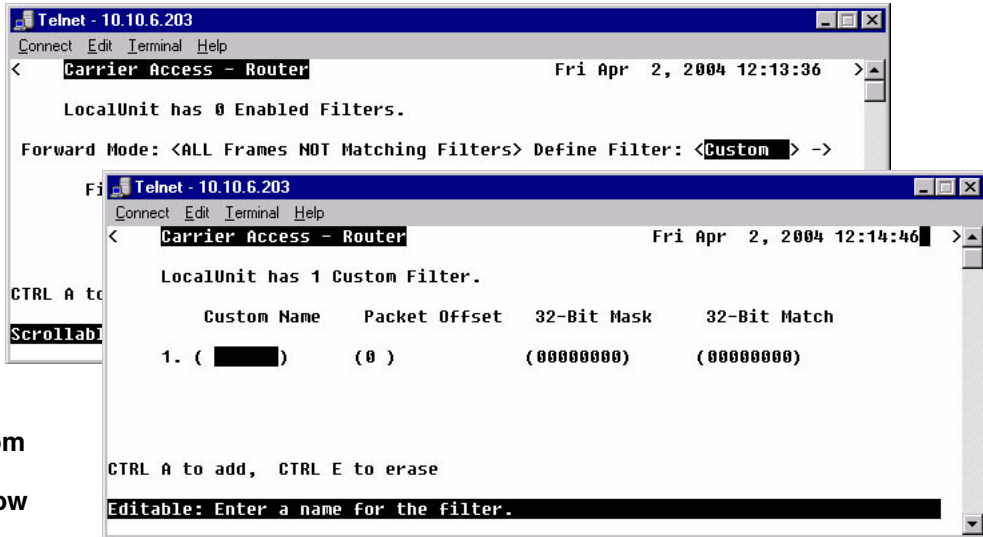 Telnet - 10.10.6.203
Connect Edit Terminal Help
< Carrier Access - Router Fri Apr 2, 2004 12:13:36 >
LocalUnit has 0 Enabled Filters.
Forward Mode: <ALL Frames NOT Matching Filters> Define Filter: <Custom > ->
Fi
CTRL A to
Scrollabl
Telnet - 10.10.6.203
Connect Edit Terminal Help
< Carrier Access - Router Fri Apr 2, 2004 12:14:46 >
LocalUnit has 1 Custom Filter.
Custom Name Packet Offset 32-Bit Mask 32-Bit Match
1. ( ) (0 ) (00000000) (00000000)
CTRL A to add, CTRL E to erase
Editable: Enter a name for the filter.
om
ow